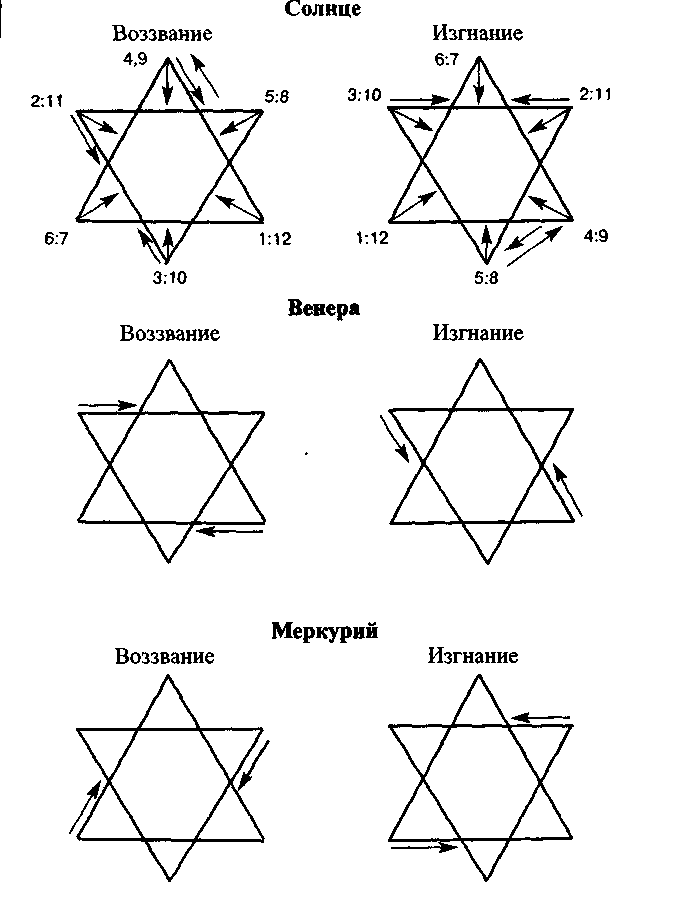 Солнце
Воззвание Изгнание
4,9 6:7
2:11 5:8 3:10 2:11
6:7 1:12 1:12 4:9
3:10 5:8
Венера
Воззвание Изгнание
Меркурий
Воззвание Изгнание